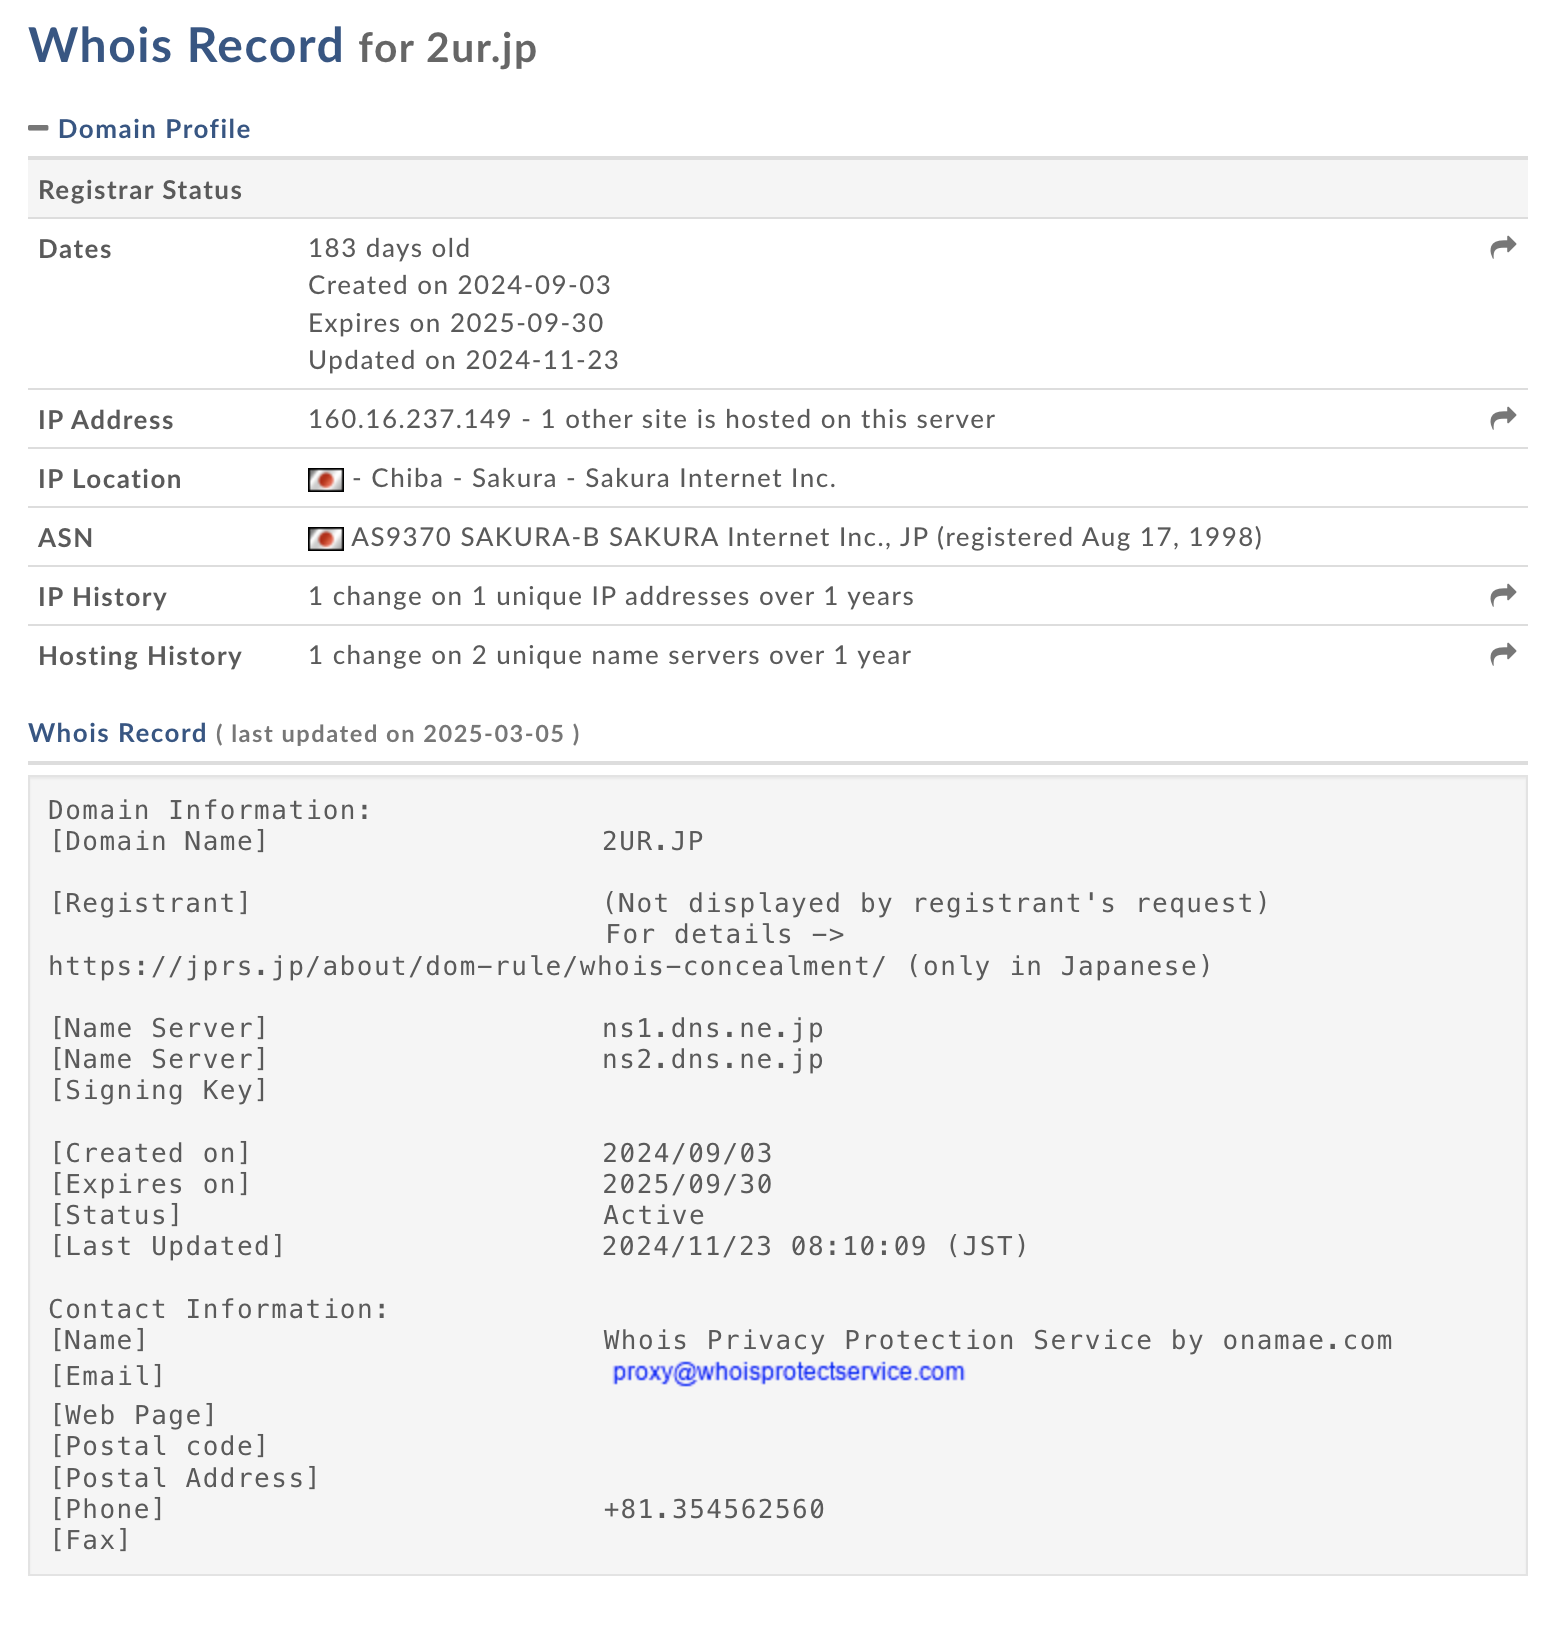 Whois Record for 2ur.jp
Domain Profile
Registrar Status
Dates 183 days old
Created on 2024-09-03
Expires on 2025-09-30
Updated on 2024-11-23
IP Address 160.16.237.149 - 1 other site is hosted on this server
IP Location - Chiba - Sakura - Sakura Internet Inc.
ASN AS9370 SAKURA-B SAKURA Internet Inc., JP (registered Aug 17, 1998)
IP History 1 change on 1 unique IP addresses over 1 years
Hosting History 1 change on 2 unique name servers over 1 year
Whois Record ( last updated on 2025-03-05 )
Domain Information:
[Domain Name] 2UR.JP
[Registrant] (Not displayed by registrant's request)
For details ->
https://jprs.jp/about/dom-rule/whois-concealment/ (only in Japanese)
[Name Server] ns1.dns.ne.jp
[Name Server] ns2.dns.ne.jp
[Signing Key]
[Created on] 2024/09/03
[Expires on] 2025/09/30
[Status] Active
[Last Updated] 2024/11/23 08:10:09 (JST)
Contact Information:
[Name] Whois Privacy Protection Service by onamae.com
[Email] proxy@whoisprotectservice.com
[Web Page]
[Postal code]
[Postal Address]
[Phone] +81.354562560
[Fax]